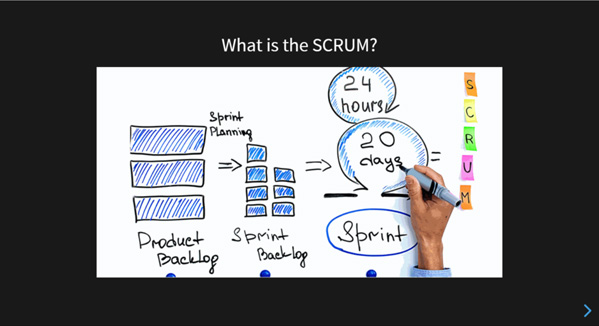 What is the SCRUM?
24
hours
Sprint
Planning
20
days
=
S
C
R
U
M
Product
Backlog
Sprint
Backlog
Sprint